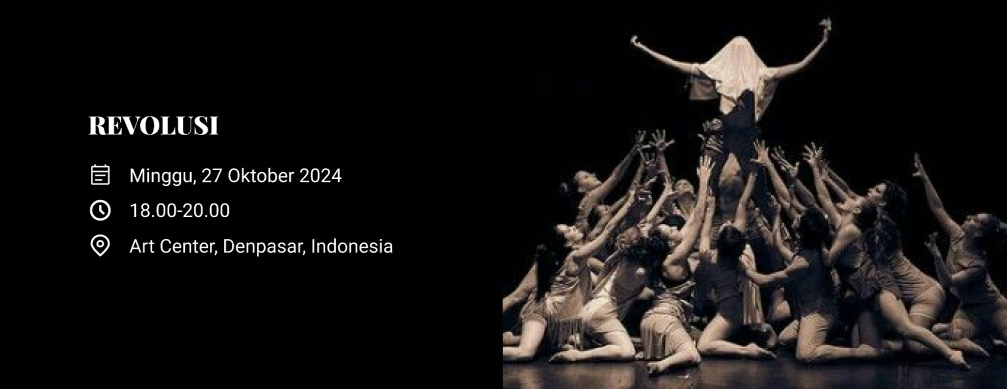 REVOLUSI
Minggu, 27 Oktober 2024
18.00-20.00
Art Center, Denpasar, Indonesia